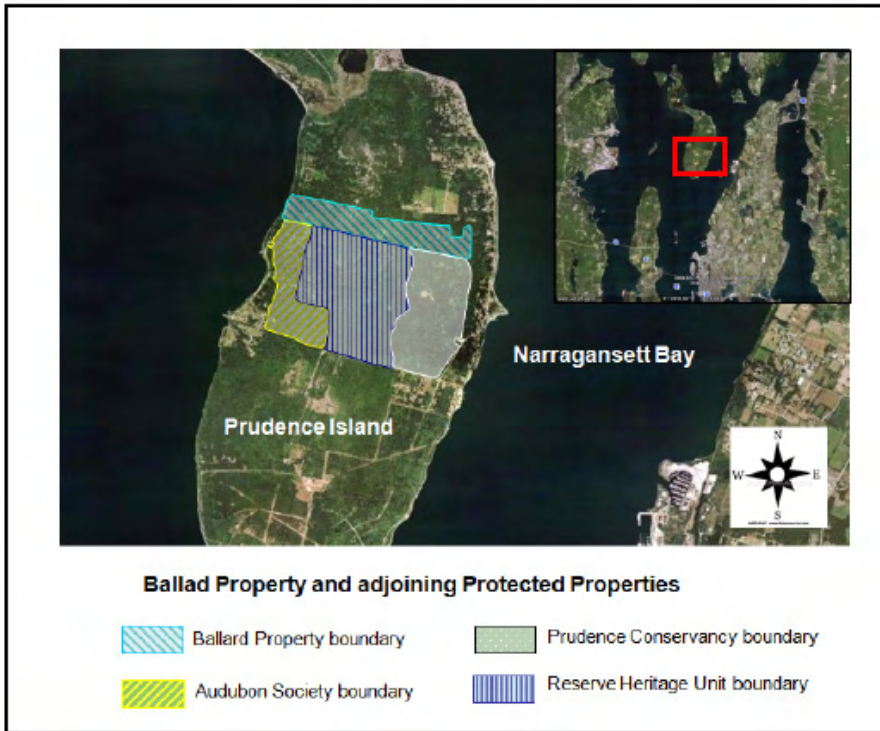 Narragansett Bay
Prudence Island
N
W E
S
Ballad Property and adjoining Protected Properties
Ballard Property boundary
Prudence Conservancy boundary
Audubon Society boundary
Reserve Heritage Unit boundary